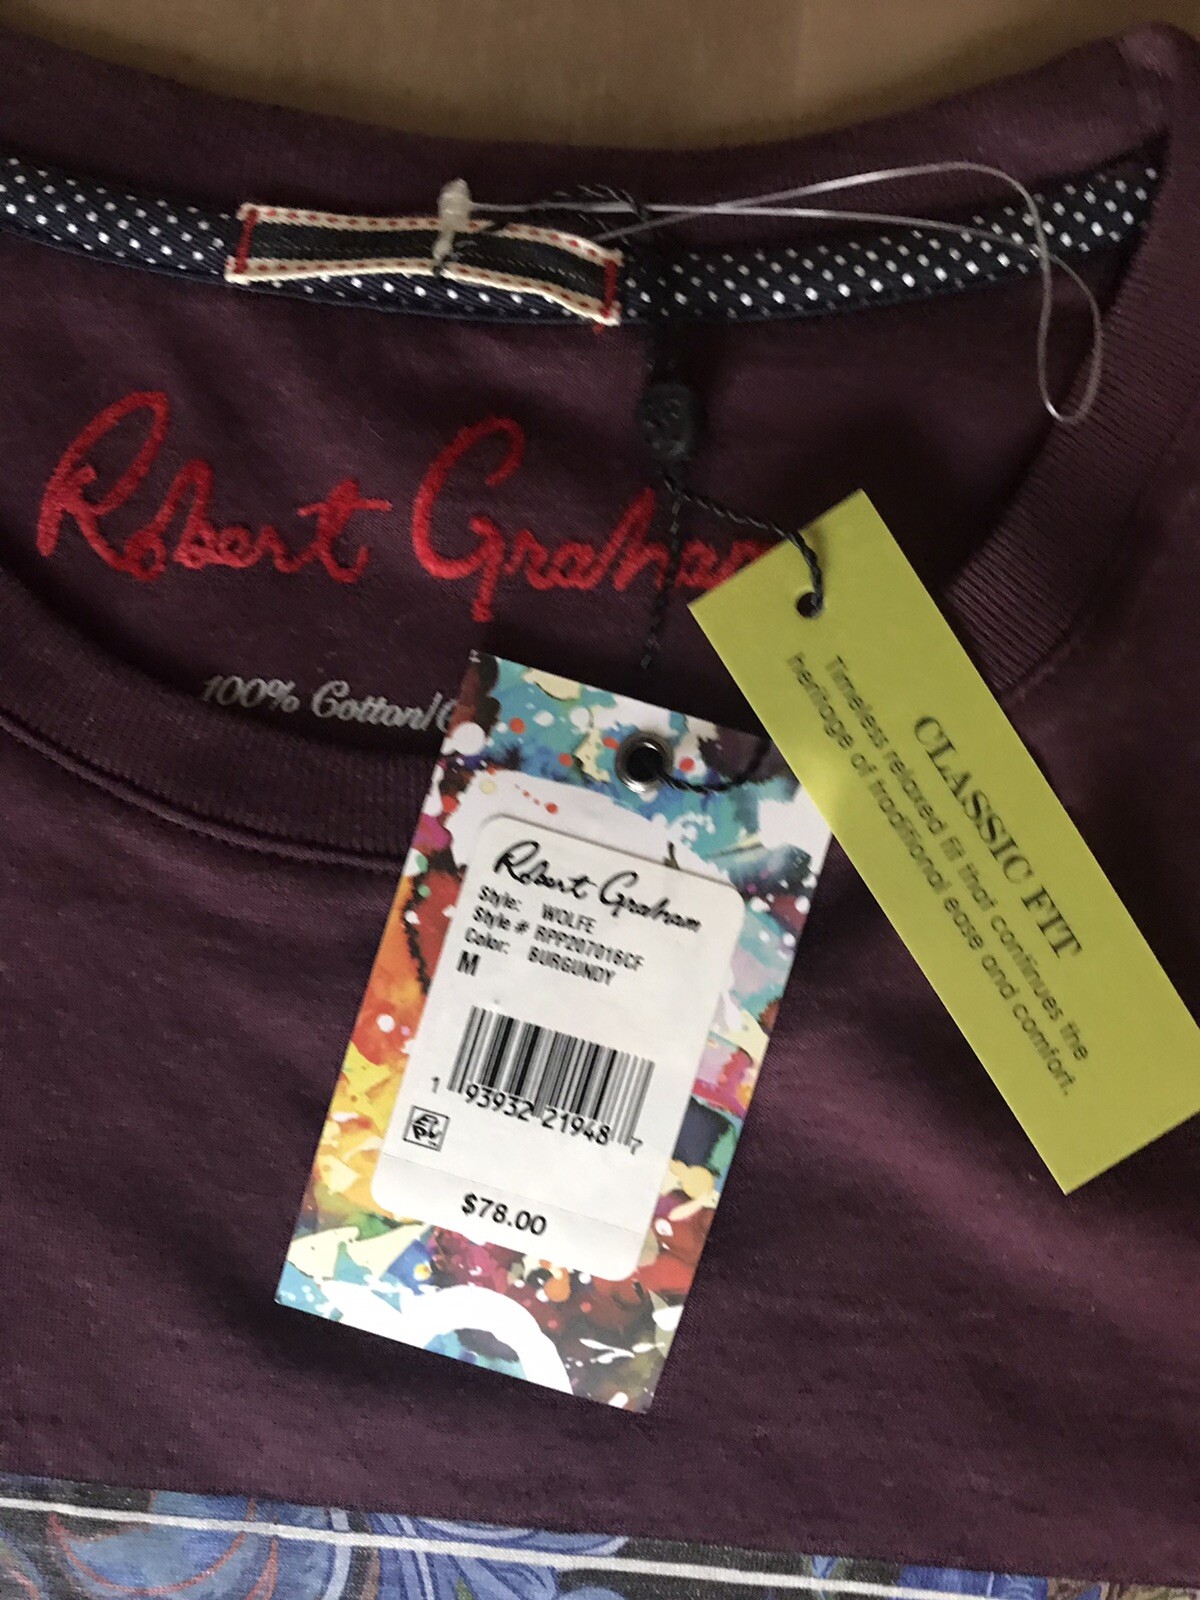 Robert Graham
100% Cotton/
CLASSIC FIT
Timeless relaxed fit that continues the
heritage of traditional ease and comfort.
Robert Graham
Style: WOLFE
Style # RPP207016CF
Color: BURGUNDY
M
1 93932 21948 7
$78.00